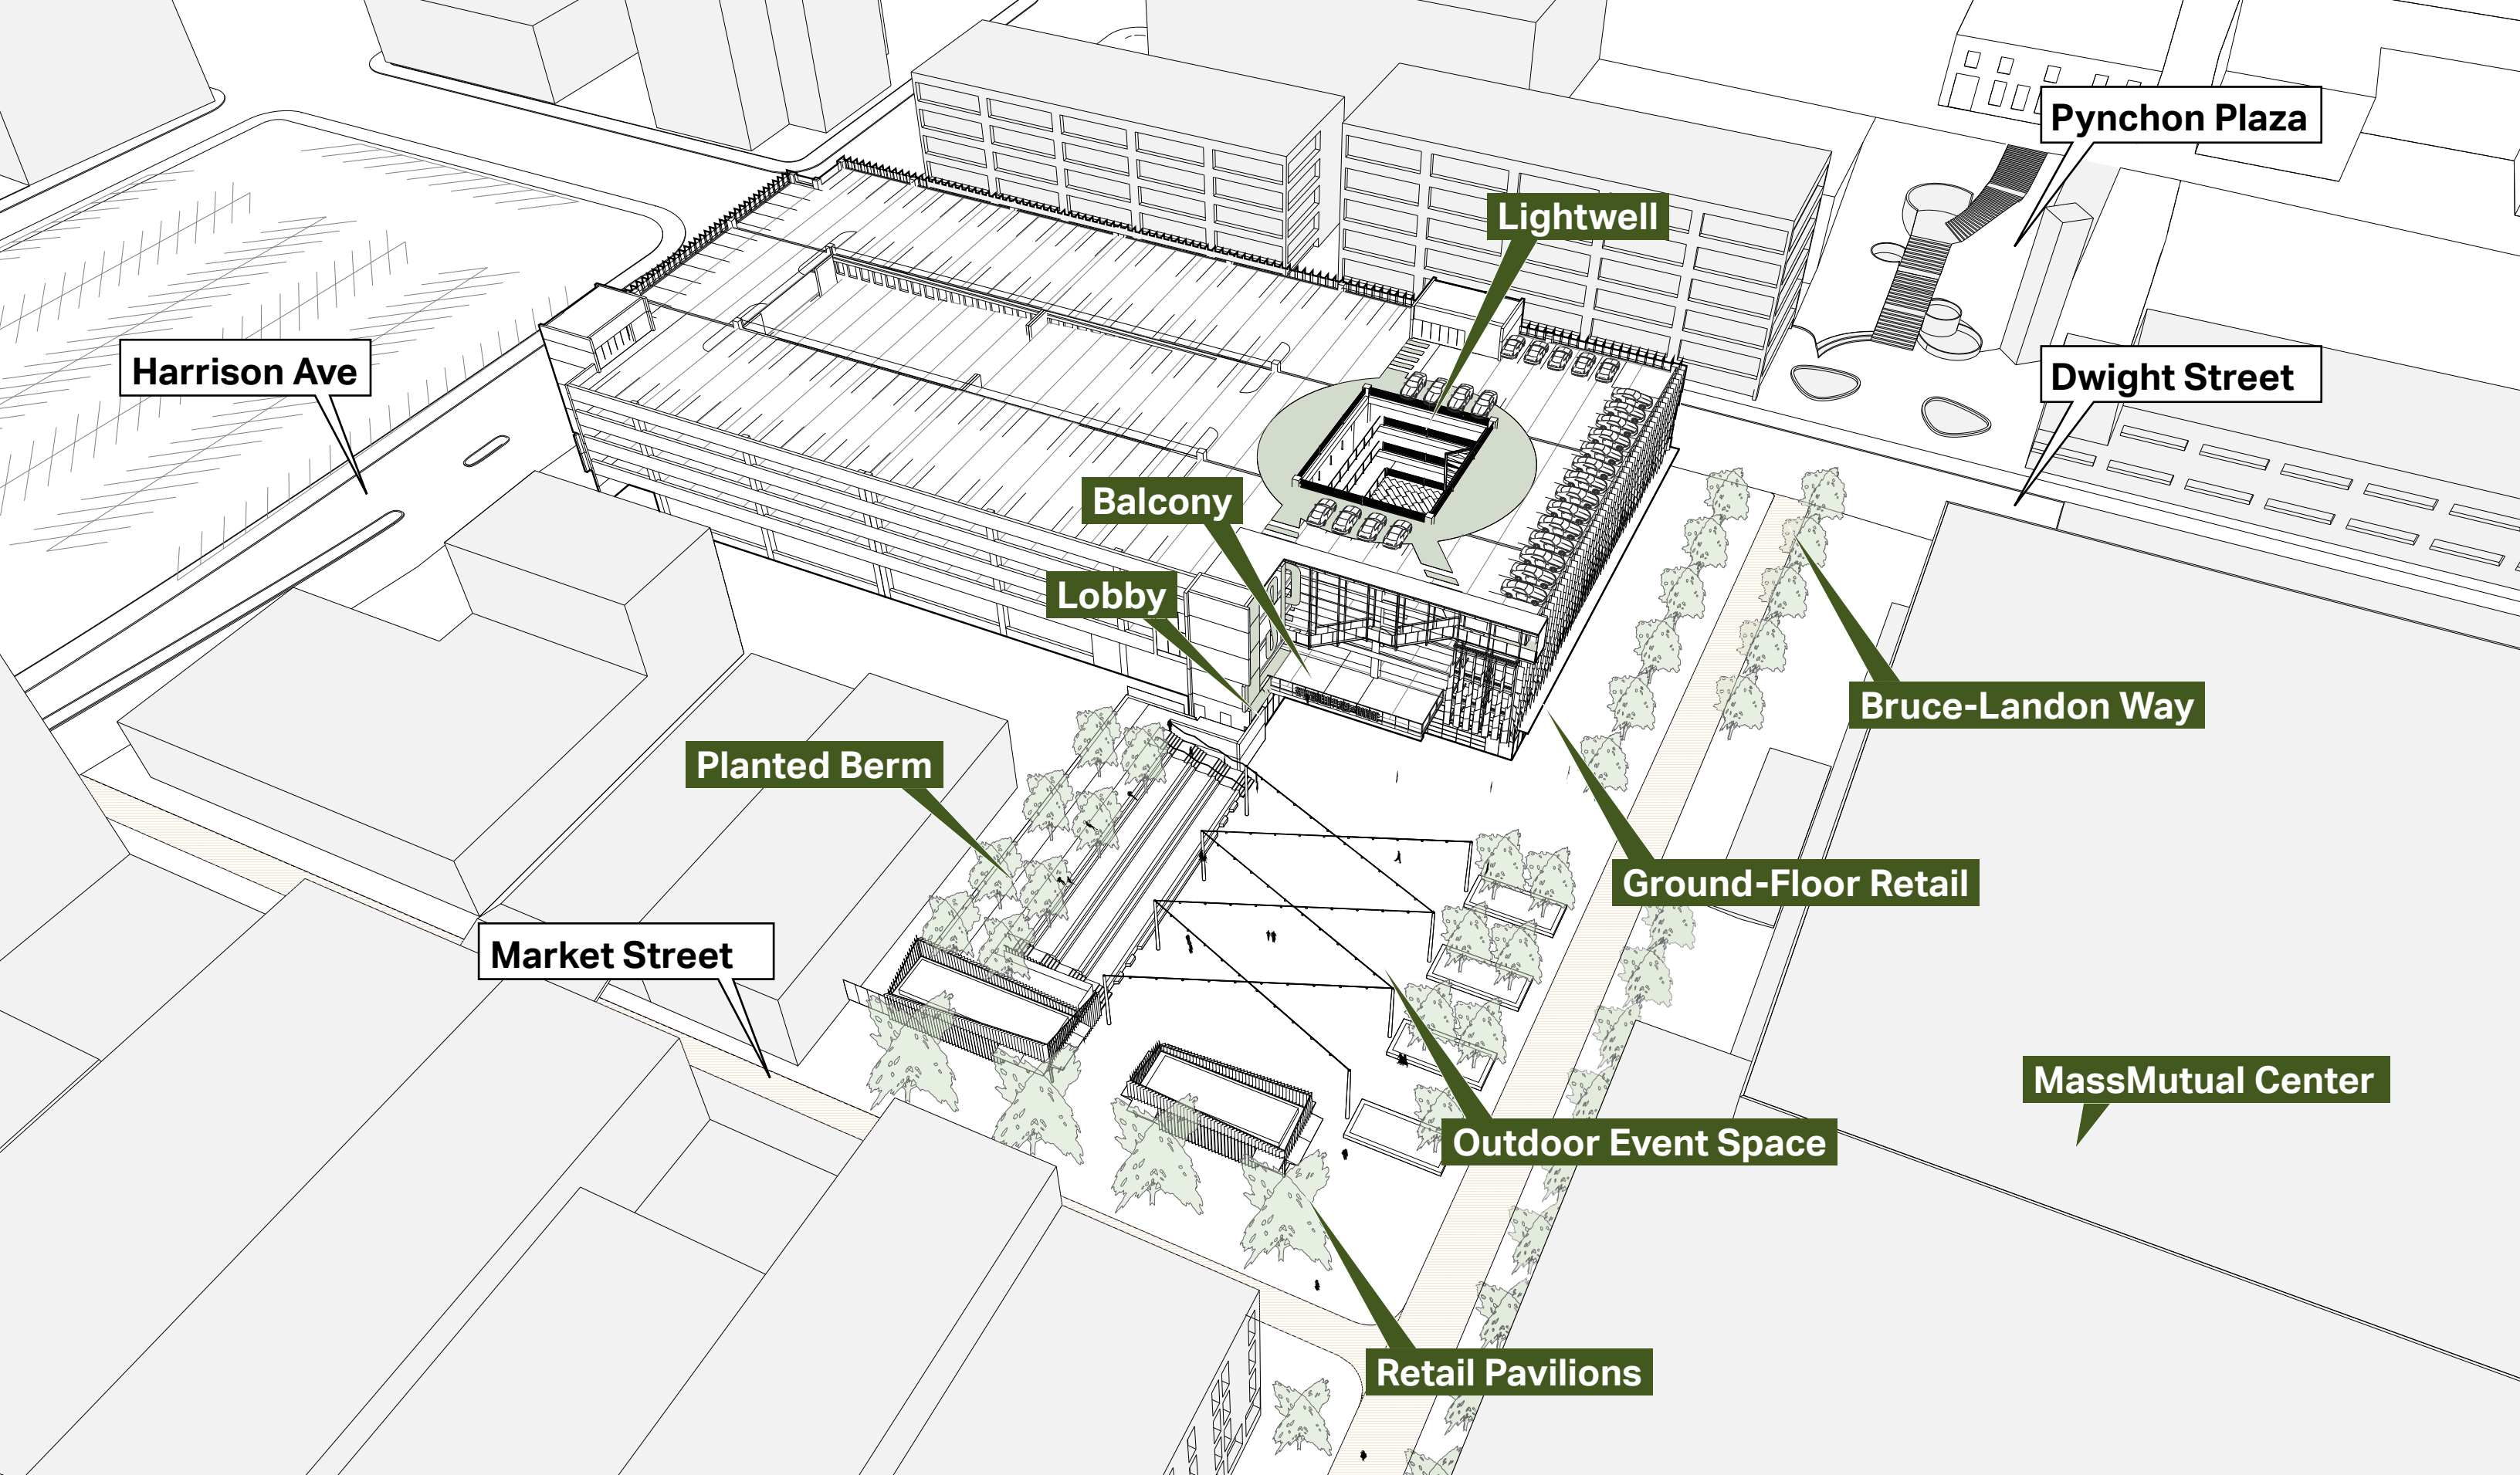 Pynchon Plaza
Lightwell
Harrison Ave
Dwight Street
Balcony
Lobby
Bruce-Landon Way
Planted Berm
Ground-Floor Retail
Market Street
MassMutual Center
Outdoor Event Space
Retail Pavilions